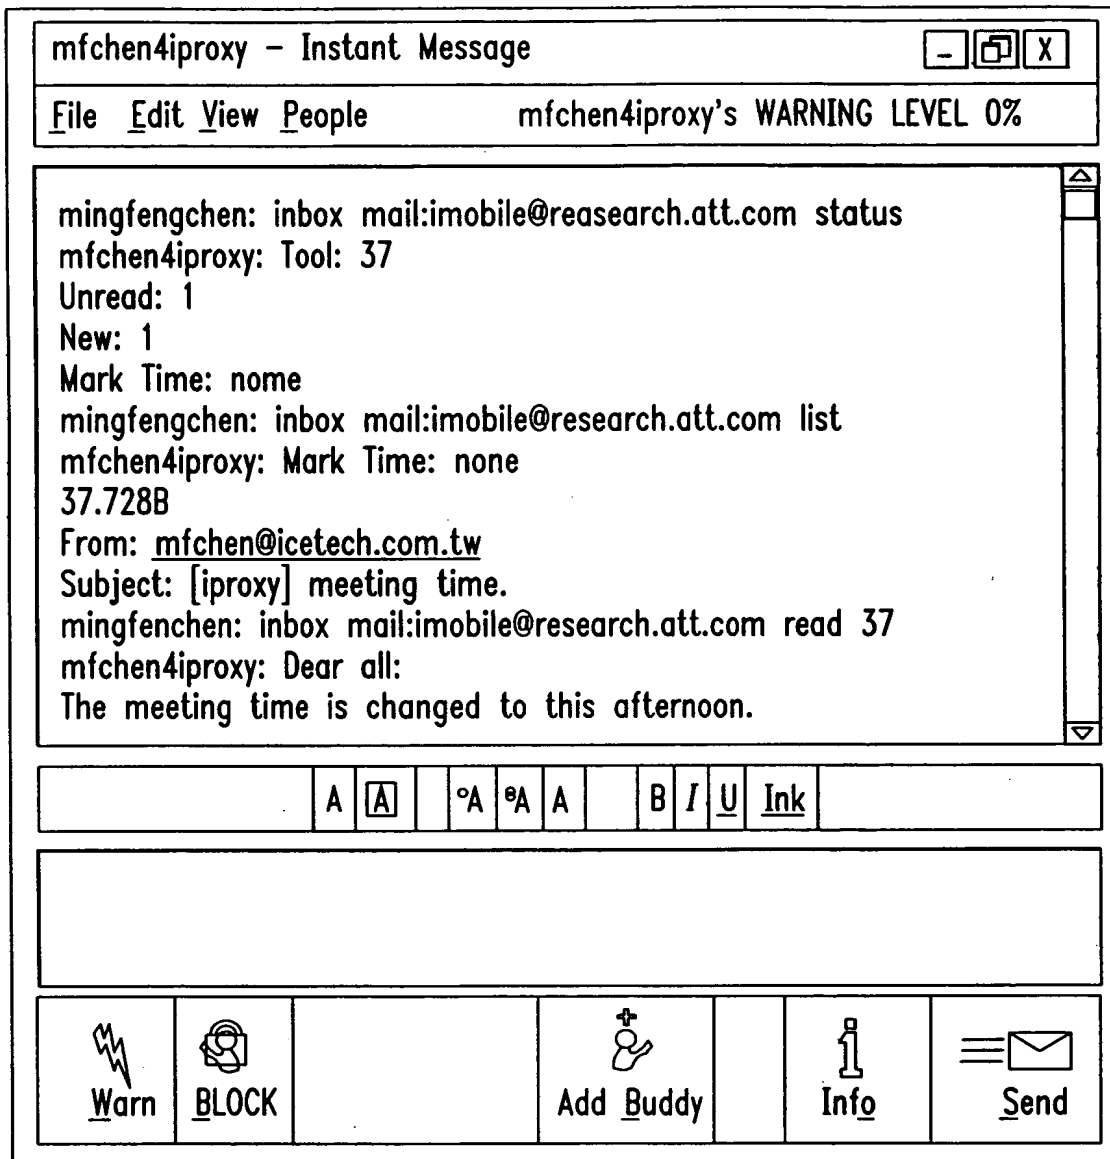 mfchen4iproxy – Instant Message - X
File Edit View People mfchen4iproxy's WARNING LEVEL 0%
mingfengchen: inbox mail:imobile@reasearch.att.com status
mfchen4iproxy: Tool: 37
Unread: 1
New: 1
Mark Time: nome
mingfengchen: inbox mail:imobile@research.att.com list
mfchen4iproxy: Mark Time: none
37.728B
From: mfchen@icetech.com.tw
Subject: [iproxy] meeting time.
mingfenchen: inbox mail:imobile@research.att.com read 37
mfchen4iproxy: Dear all:
The meeting time is changed to this afternoon.
A A °A ᶿA A B I U Ink
Warn BLOCK Add Buddy Info Send